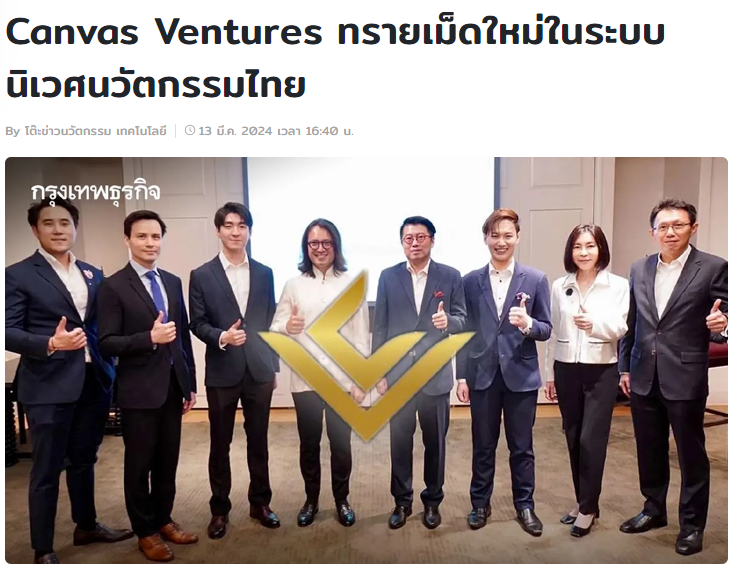 Canvas Ventures ทรายเม็ดใหม่ในระบบ
นิเวศนวัตกรรมไทย
By โต๊ะข่าวนวัตกรรม เทคโนโลยี 13 มี.ค. 2024 เวลา 16:40 น.
กรุงเทพธุรกิจ